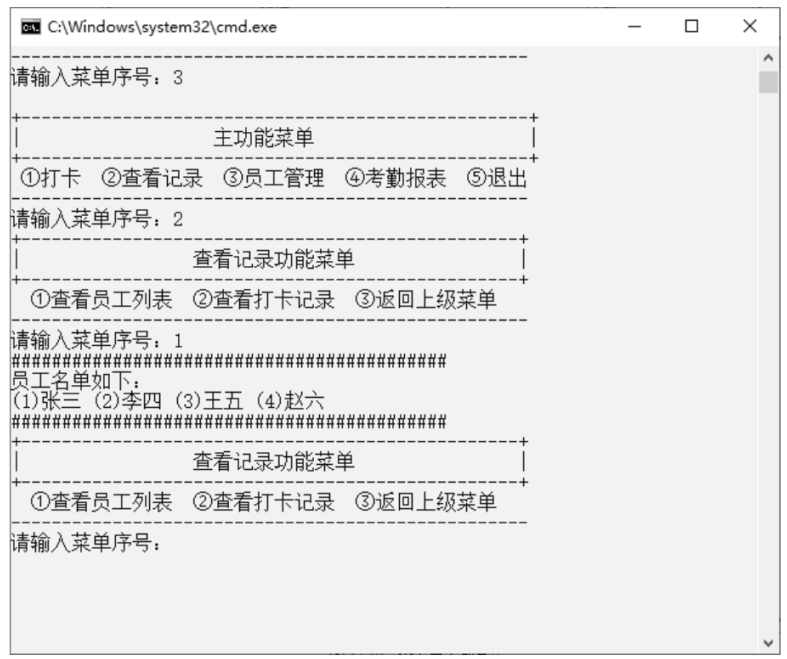 C:\Windows\system32\cmd.exe
---------------------------------------------------
请输入菜单序号：3
+--------------------------------------------------+
|                    主功能菜单                    |
+--------------------------------------------------+
①打卡  ②查看记录  ③员工管理  ④考勤报表  ⑤退出
---------------------------------------------------
请输入菜单序号：2
+-------------------------------------------------+
|                 查看记录功能菜单                |
+-------------------------------------------------+
①查看员工列表  ②查看打卡记录  ③返回上级菜单
---------------------------------------------------
请输入菜单序号：1
###########################################
员工名单如下：
(1)张三 (2)李四 (3)王五 (4)赵六
###########################################
+-------------------------------------------------+
|                 查看记录功能菜单                |
+-------------------------------------------------+
①查看员工列表  ②查看打卡记录  ③返回上级菜单
---------------------------------------------------
请输入菜单序号：